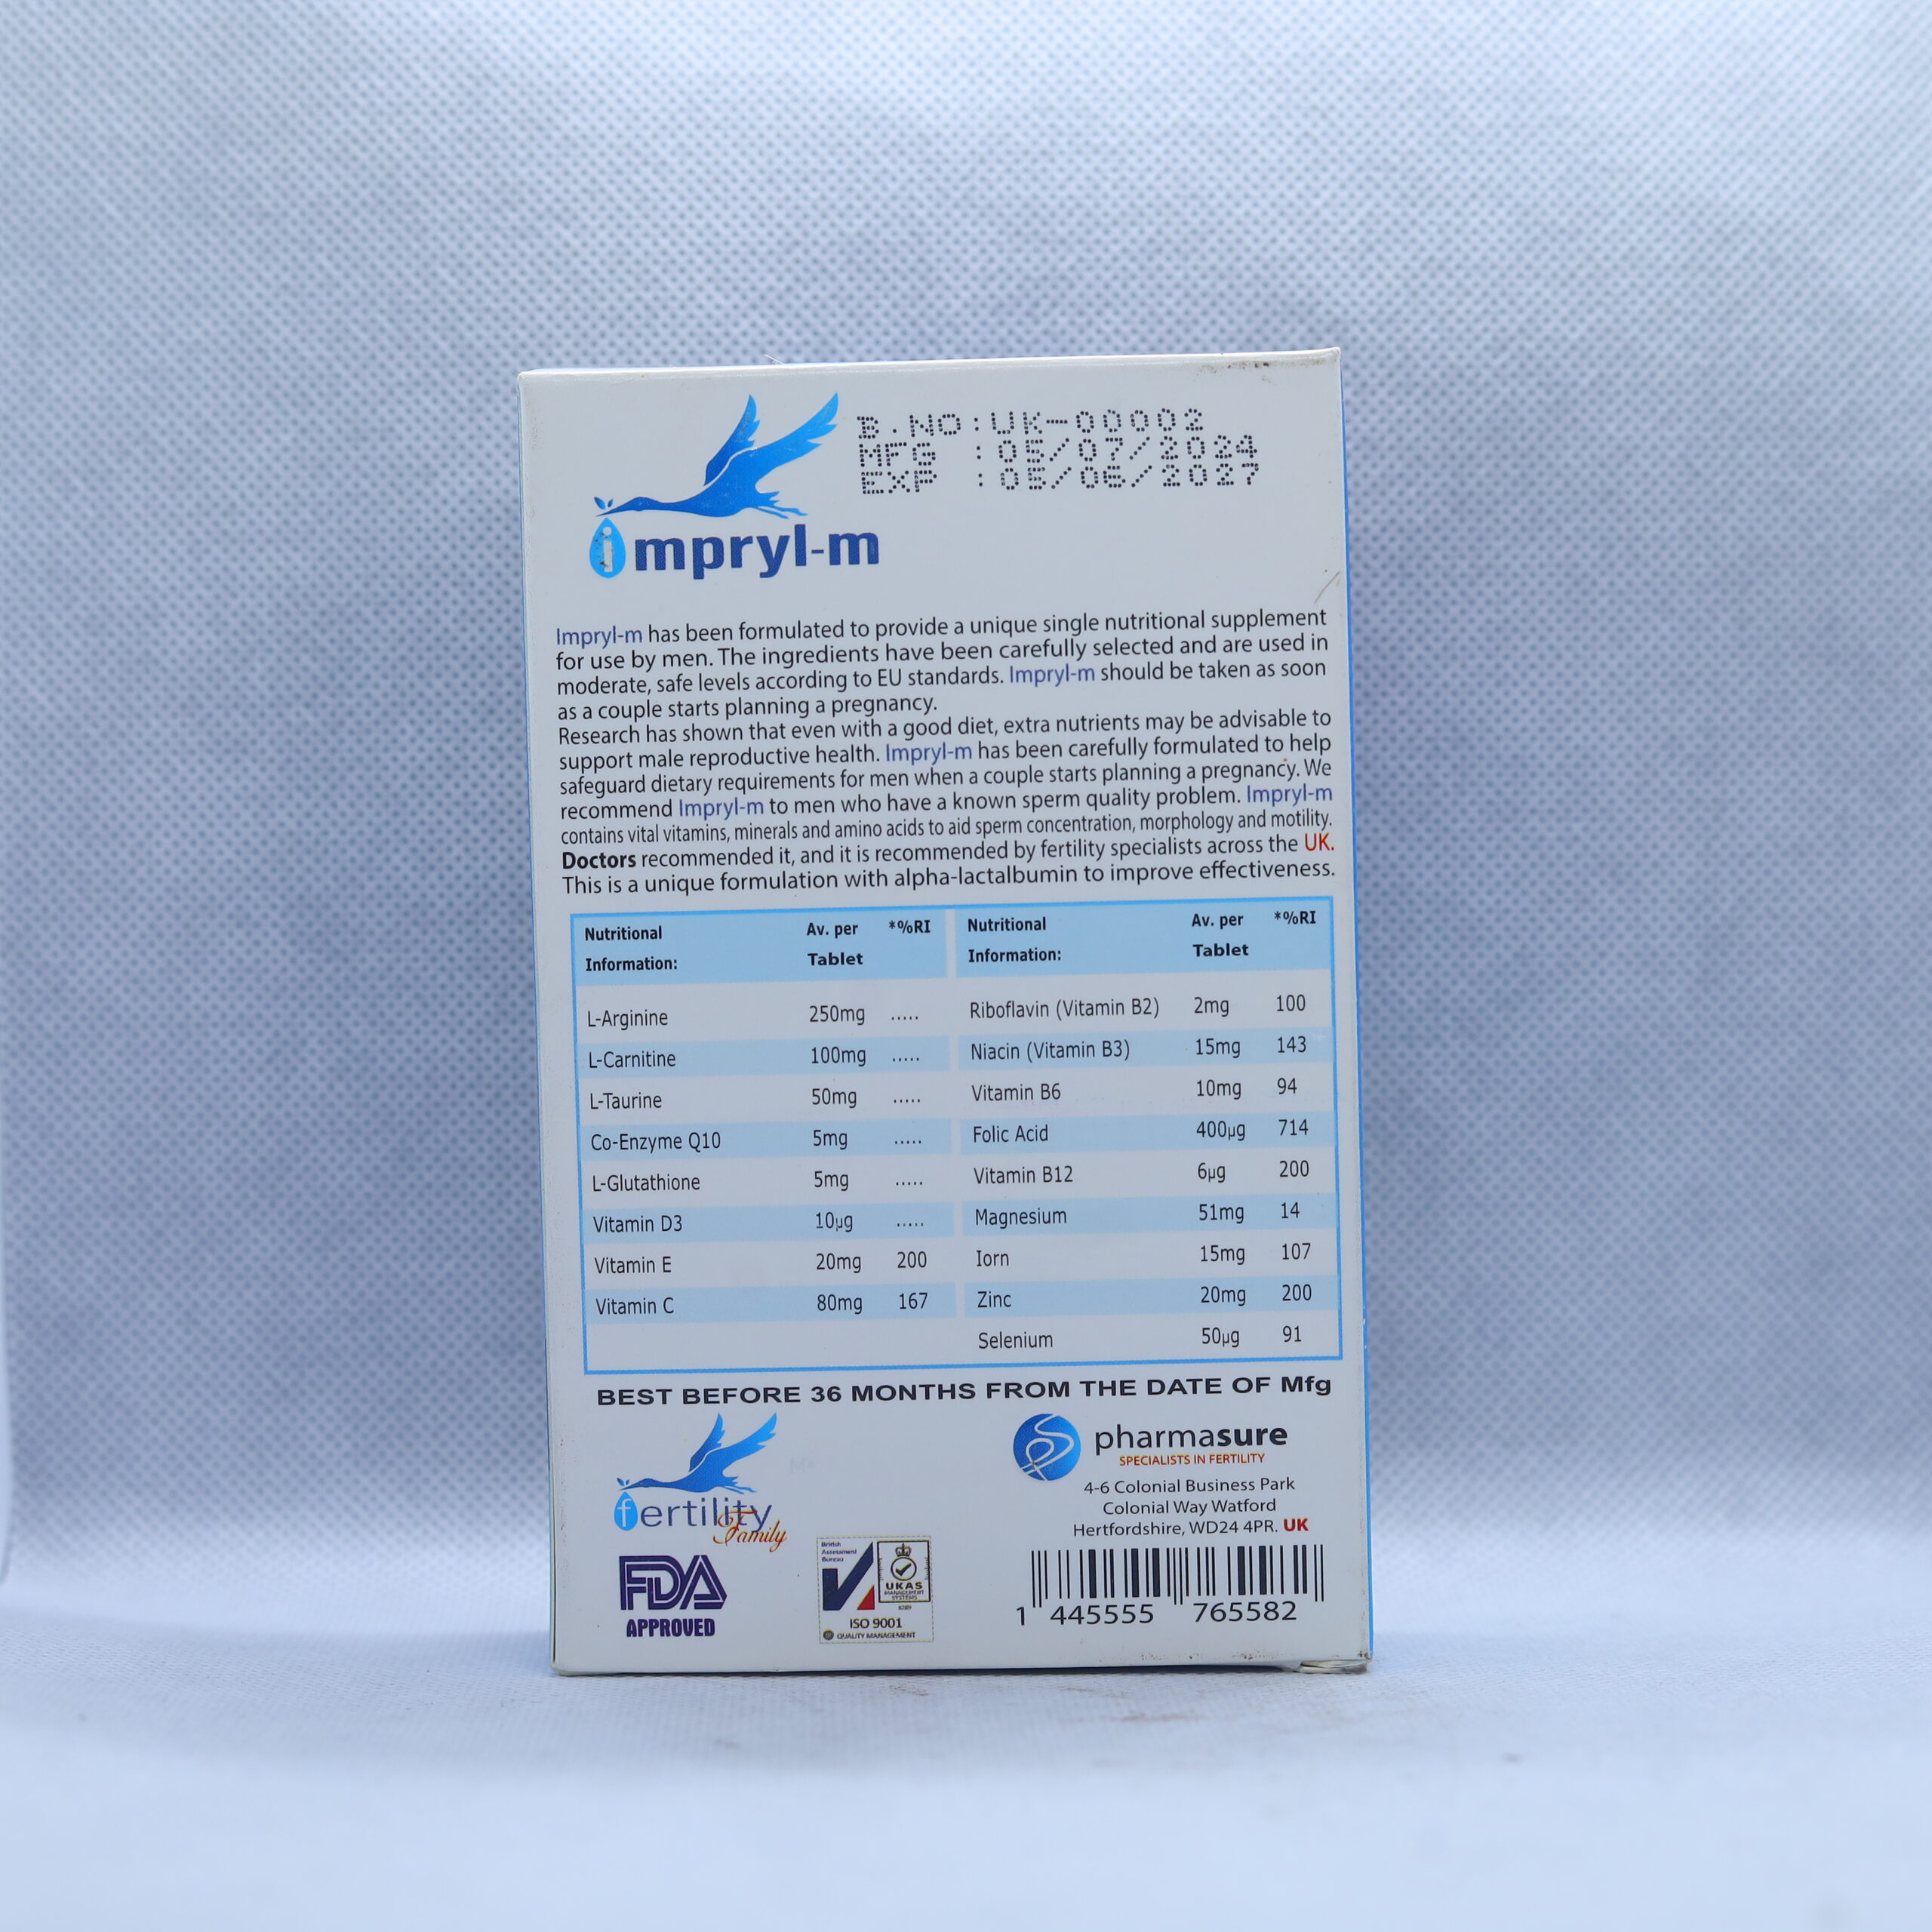 B.NO:UK-00002
MFG :05/07/2024
EXP :05/06/2027
impryl-m
Impryl-m has been formulated to provide a unique single nutritional supplement
for use by men. The ingredients have been carefully selected and are used in
moderate, safe levels according to EU standards. Impryl-m should be taken as soon
as a couple starts planning a pregnancy.
Research has shown that even with a good diet, extra nutrients may be advisable to
support male reproductive health. Impryl-m has been carefully formulated to help
safeguard dietary requirements for men when a couple starts planning a pregnancy. We
recommend Impryl-m to men who have a known sperm quality problem. Impryl-m
contains vital vitamins, minerals and amino acids to aid sperm concentration, morphology and motility.
Doctors recommended it, and it is recommended by fertility specialists across the UK.
This is a unique formulation with alpha-lactalbumin to improve effectiveness.
Nutritional Information: Av. per Tablet *%RI
L-Arginine 250mg .....
L-Carnitine 100mg .....
L-Taurine 50mg .....
Co-Enzyme Q10 5mg .....
L-Glutathione 5mg .....
Vitamin D3 10µg .....
Vitamin E 20mg 200
Vitamin C 80mg 167
Nutritional Information: Av. per Tablet *%RI
Riboflavin (Vitamin B2) 2mg 100
Niacin (Vitamin B3) 15mg 143
Vitamin B6 10mg 94
Folic Acid 400µg 714
Vitamin B12 6µg 200
Magnesium 51mg 14
Iorn 15mg 107
Zinc 20mg 200
Selenium 50µg 91
BEST BEFORE 36 MONTHS FROM THE DATE OF Mfg
fertility
Family
FDA
APPROVED
British
Assessment
Bureau
UKAS
MANAGEMENT
SYSTEMS
ISO 9001
QUALITY MANAGEMENT
pharmasure
SPECIALISTS IN FERTILITY
4-6 Colonial Business Park
Colonial Way Watford
Hertfordshire, WD24 4PR. UK
1 445555 765582